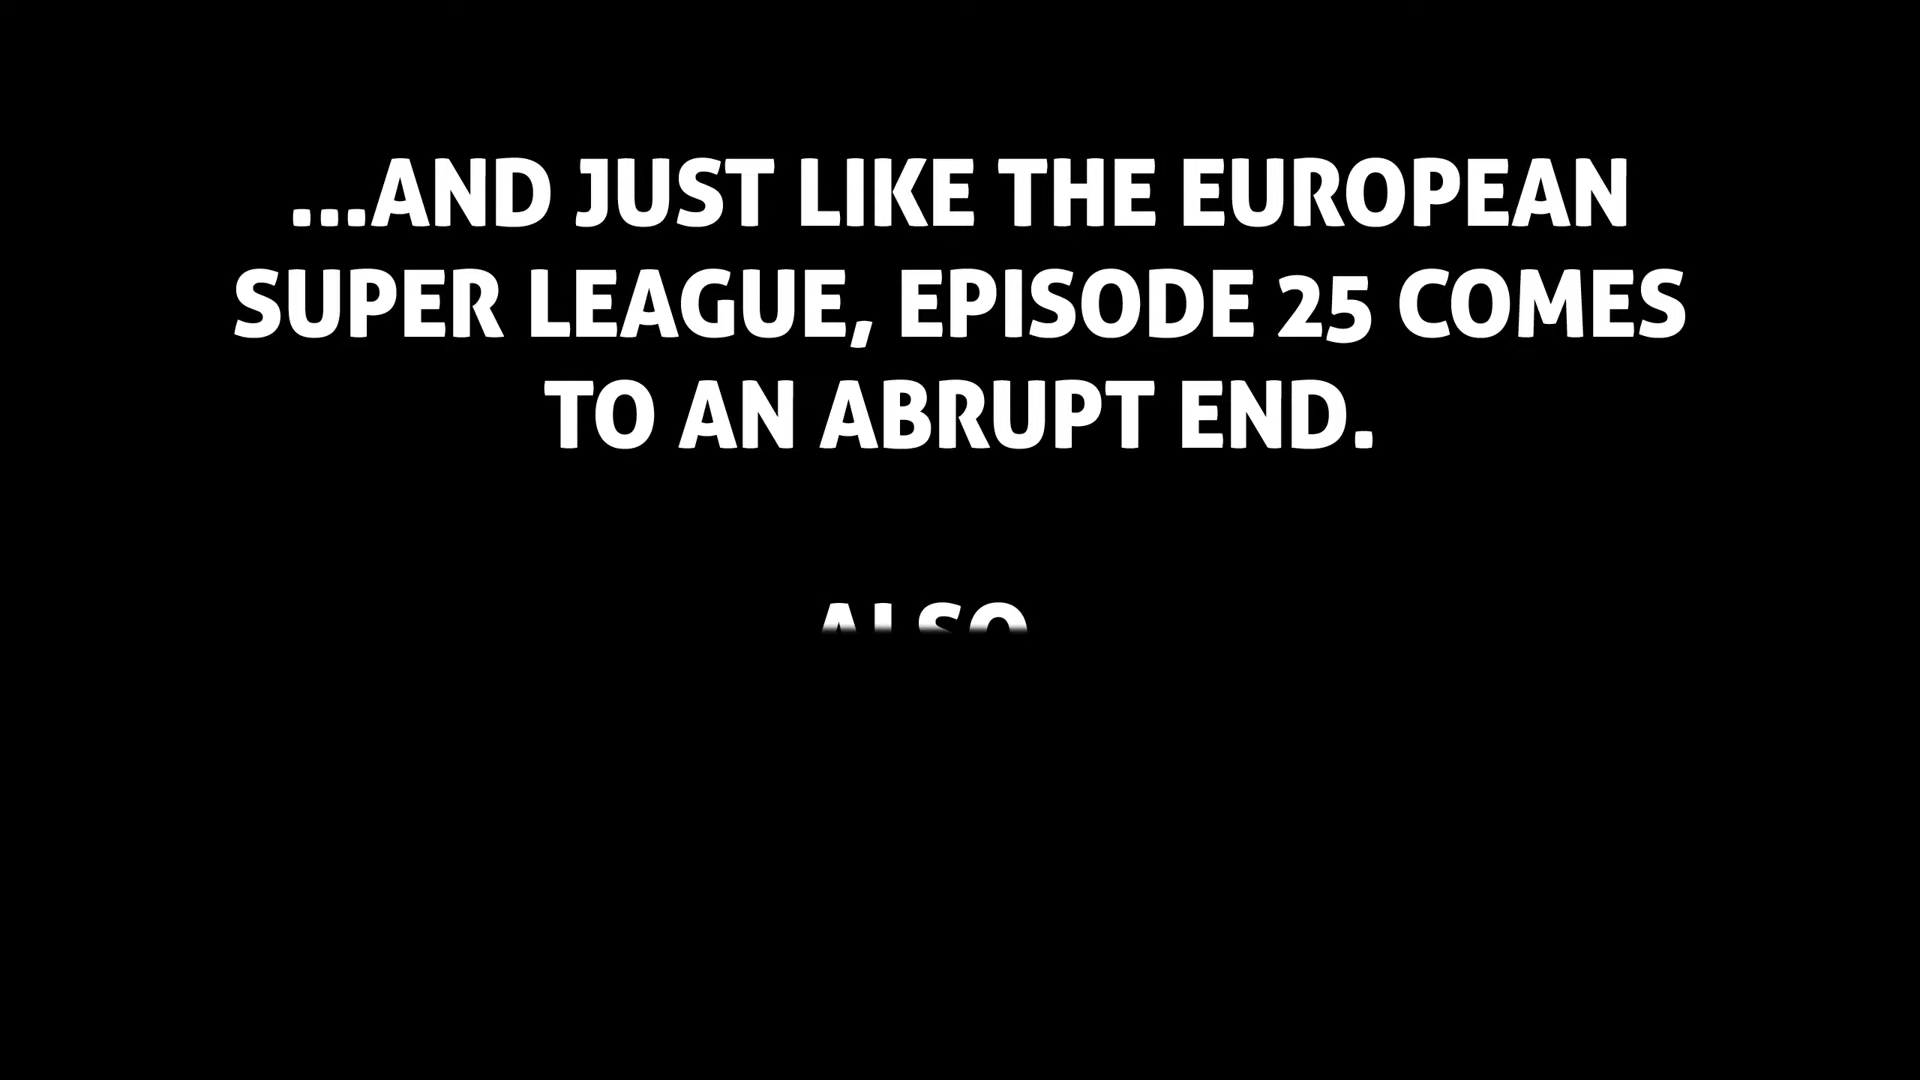 ...AND JUST LIKE THE EUROPEAN
SUPER LEAGUE, EPISODE 25 COMES
TO AN ABRUPT END.
ALSO